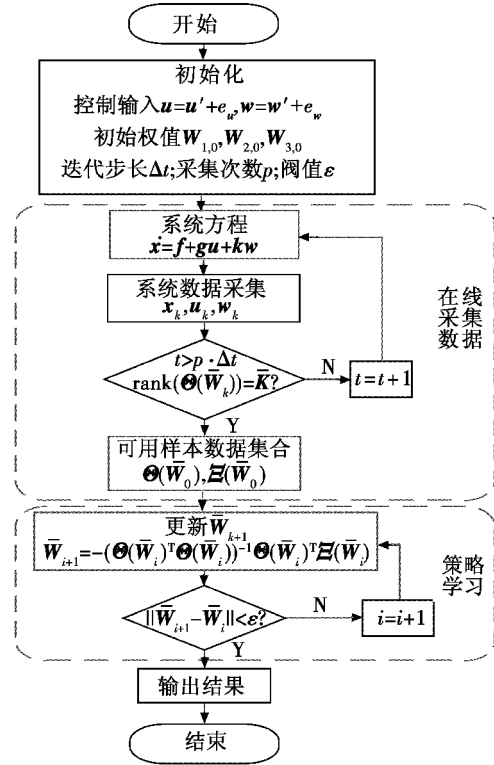 开始
初始化
控制输入u=u′+e_u,w=w′+e_w
初始权值W_{1,0},W_{2,0},W_{3,0}
迭代步长Δt;采集次数p;阀值ε
系统方程
ẋ=f+gu+kw
系统数据采集
x_k,u_k,w_k
t>p·Δt
rank(Θ(W̄_k))=K̄?
N
t=t+1
Y
可用样本数据集合
Θ(W̄_0),Ξ(W̄_0)
在线
采集
数据
更新W̄_{k+1}
W̄_{i+1}=-(Θ(W̄_i)^TΘ(W̄_i))^{-1}Θ(W̄_i)^TΞ(W̄_i)
||W̄_{i+1}-W̄_i||<ε?
N
i=i+1
Y
策略
学习
输出结果
结束